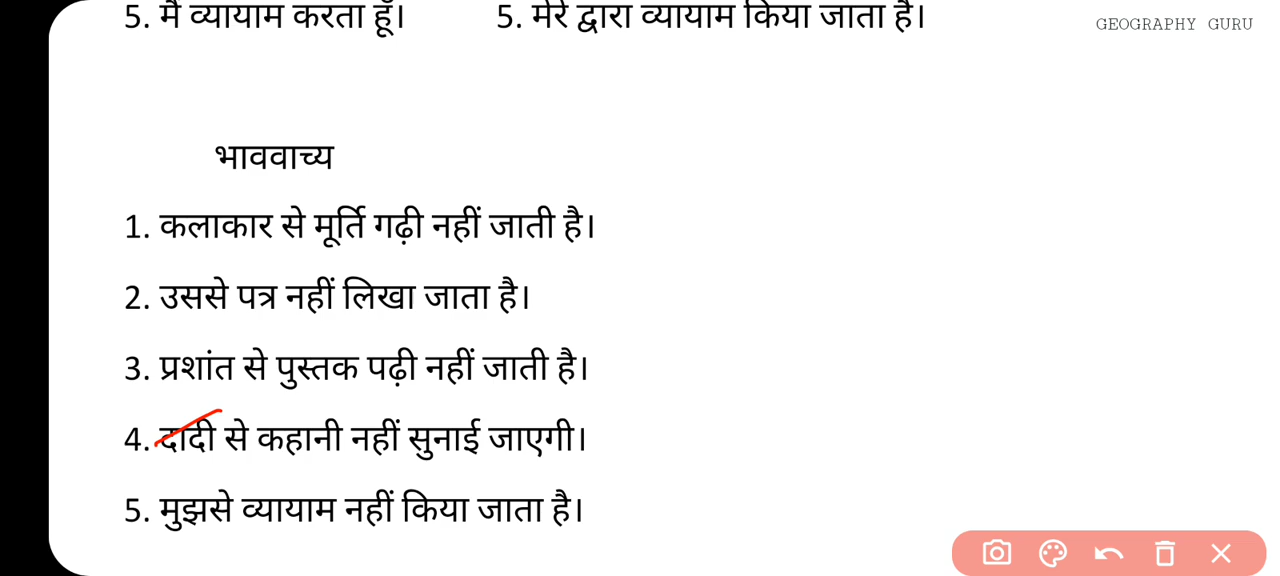 5. मैं व्यायाम करता हूँ। 5. मेरे द्वारा व्यायाम किया जाता है।
GEOGRAPHY GURU
भाववाच्य
1. कलाकार से मूर्ति गढ़ी नहीं जाती है।
2. उससे पत्र नहीं लिखा जाता है।
3. प्रशांत से पुस्तक पढ़ी नहीं जाती है।
4. दादी से कहानी नहीं सुनाई जाएगी।
5. मुझसे व्यायाम नहीं किया जाता है।